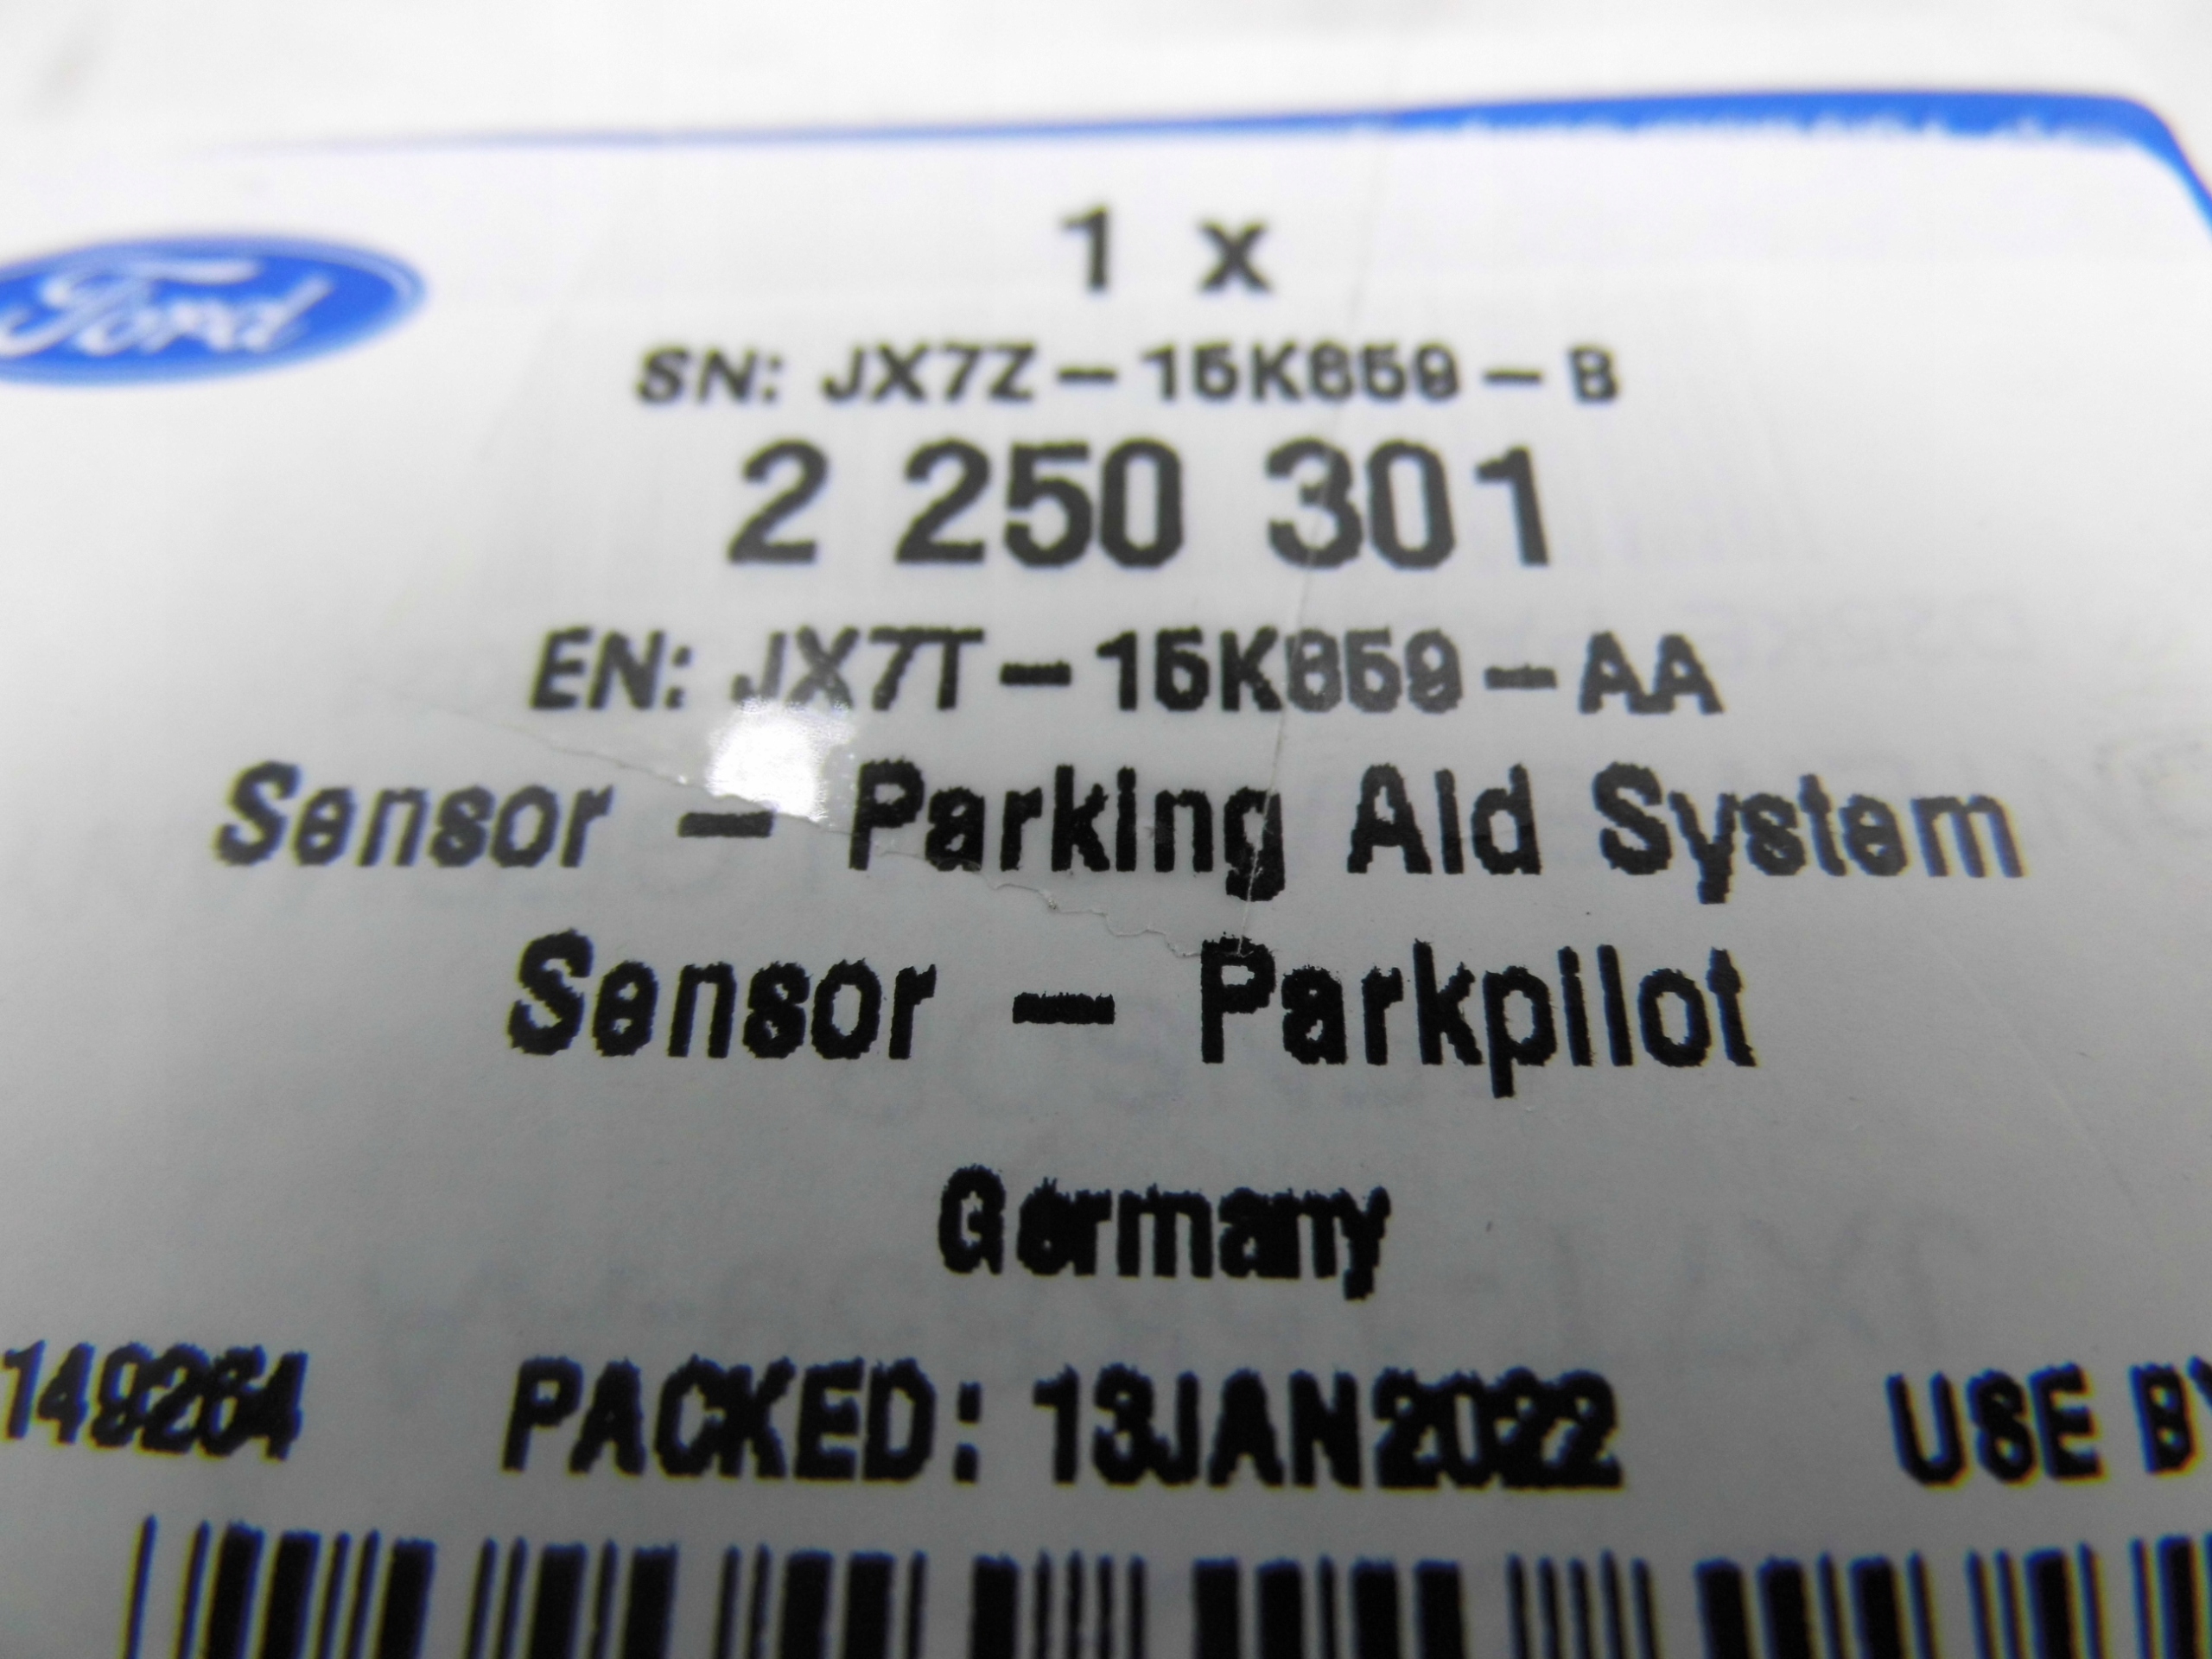 1 x
Ford
SN: JX7Z-15K859-B
2 250 301
EN: JX7T-15K859-AA
Sensor - Parking Aid System
Sensor - Parkpilot
Germany
149264 PACKED: 13JAN2022 USE BY